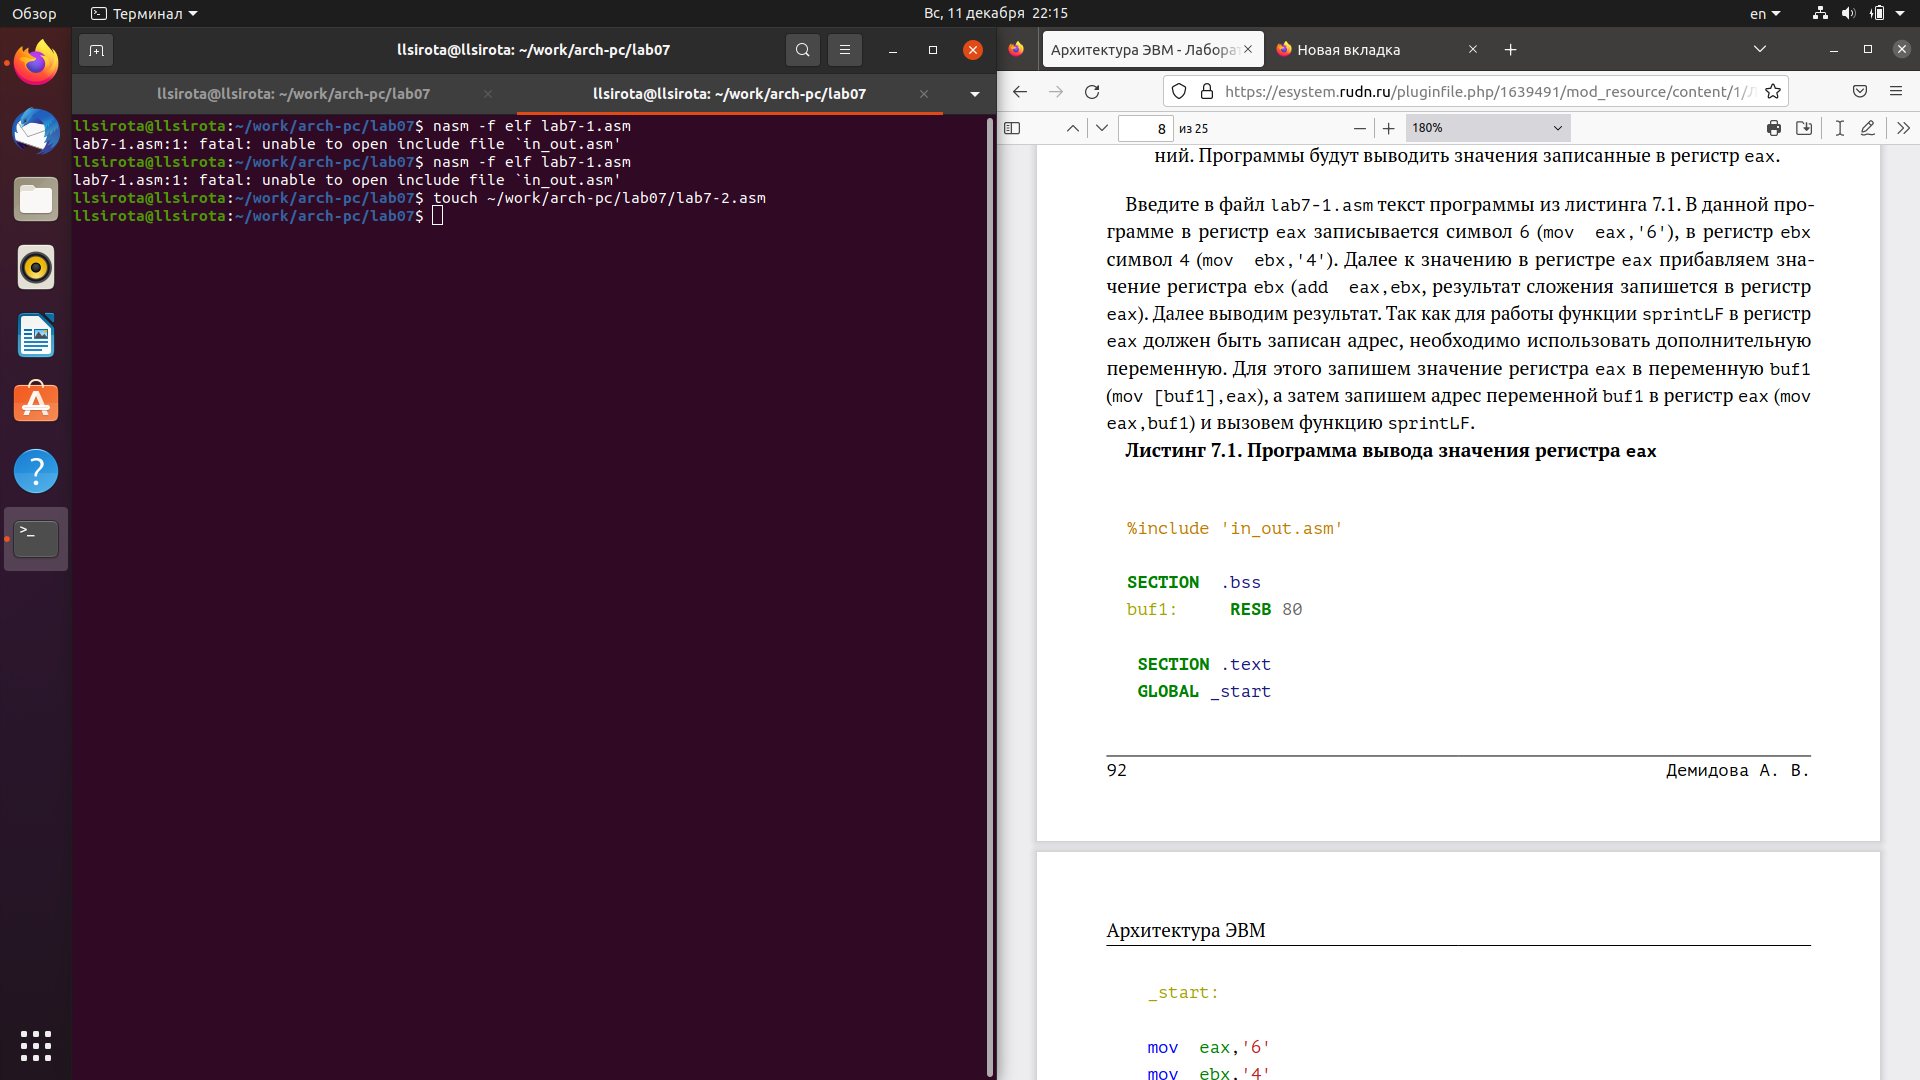 Обзор
Терминал
Вс, 11 декабря 22:15
en
llsirota@llsirota: ~/work/arch-pc/lab07
llsirota@llsirota: ~/work/arch-pc/lab07
llsirota@llsirota: ~/work/arch-pc/lab07
llsirota@llsirota:~/work/arch-pc/lab07$ nasm -f elf lab7-1.asm
lab7-1.asm:1: fatal: unable to open include file `in_out.asm'
llsirota@llsirota:~/work/arch-pc/lab07$ nasm -f elf lab7-1.asm
lab7-1.asm:1: fatal: unable to open include file `in_out.asm'
llsirota@llsirota:~/work/arch-pc/lab07$ touch ~/work/arch-pc/lab07/lab7-2.asm
llsirota@llsirota:~/work/arch-pc/lab07$
Архитектура ЭВМ - Лаборат
Новая вкладка
https://esystem.rudn.ru/pluginfile.php/1639491/mod_resource/content/1/Л
8 из 25
180%
ний. Программы будут выводить значения записанные в регистр eax.
Введите в файл lab7-1.asm текст программы из листинга 7.1. В данной про-
грамме в регистр eax записывается символ 6 (mov eax,'6'), в регистр ebx
символ 4 (mov ebx,'4'). Далее к значению в регистре eax прибавляем зна-
чение регистра ebx (add eax,ebx, результат сложения запишется в регистр
eax). Далее выводим результат. Так как для работы функции sprintLF в регистр
eax должен быть записан адрес, необходимо использовать дополнительную
переменную. Для этого запишем значение регистра eax в переменную buf1
(mov [buf1],eax), а затем запишем адрес переменной buf1 в регистр eax (mov
eax,buf1) и вызовем функцию sprintLF.
Листинг 7.1. Программа вывода значения регистра eax
%include 'in_out.asm'
SECTION .bss
buf1: RESB 80
SECTION .text
GLOBAL _start
92
Демидова А. В.
Архитектура ЭВМ
_start:
mov eax,'6'
mov ebx,'4'